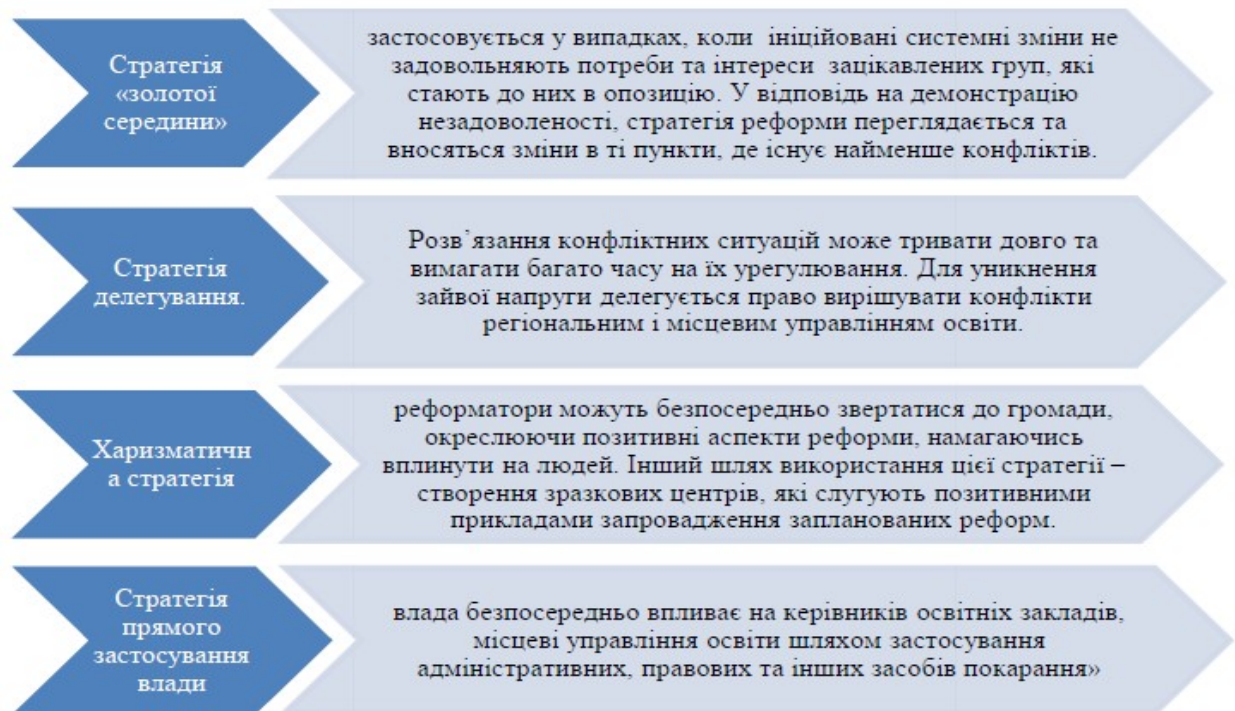 Стратегія
«золотої
середини»
застосовується у випадках, коли ініційовані системні зміни не
задовольняють потреби та інтереси зацікавлених груп, які
стають до них в опозицію. У відповідь на демонстрацію
незадоволеності, стратегія реформи переглядається та
вносяться зміни в ті пункти, де існує найменше конфліктів.
Стратегія
делегування.
Розв’язання конфліктних ситуацій може тривати довго та
вимагати багато часу на їх урегулювання. Для уникнення
зайвої напруги делегується право вирішувати конфлікти
регіональним і місцевим управлінням освіти.
Харизматичн
а стратегія
реформатори можуть безпосередньо звертатися до громади,
окреслюючи позитивні аспекти реформи, намагаючись
вплинути на людей. Інший шлях використання цієї стратегії –
створення зразкових центрів, які слугують позитивними
прикладами запровадження запланованих реформ.
Стратегія
прямого
застосування
влади
влада безпосередньо впливає на керівників освітніх закладів,
місцеві управління освіти шляхом застосування
адміністративних, правових та інших засобів покарання»